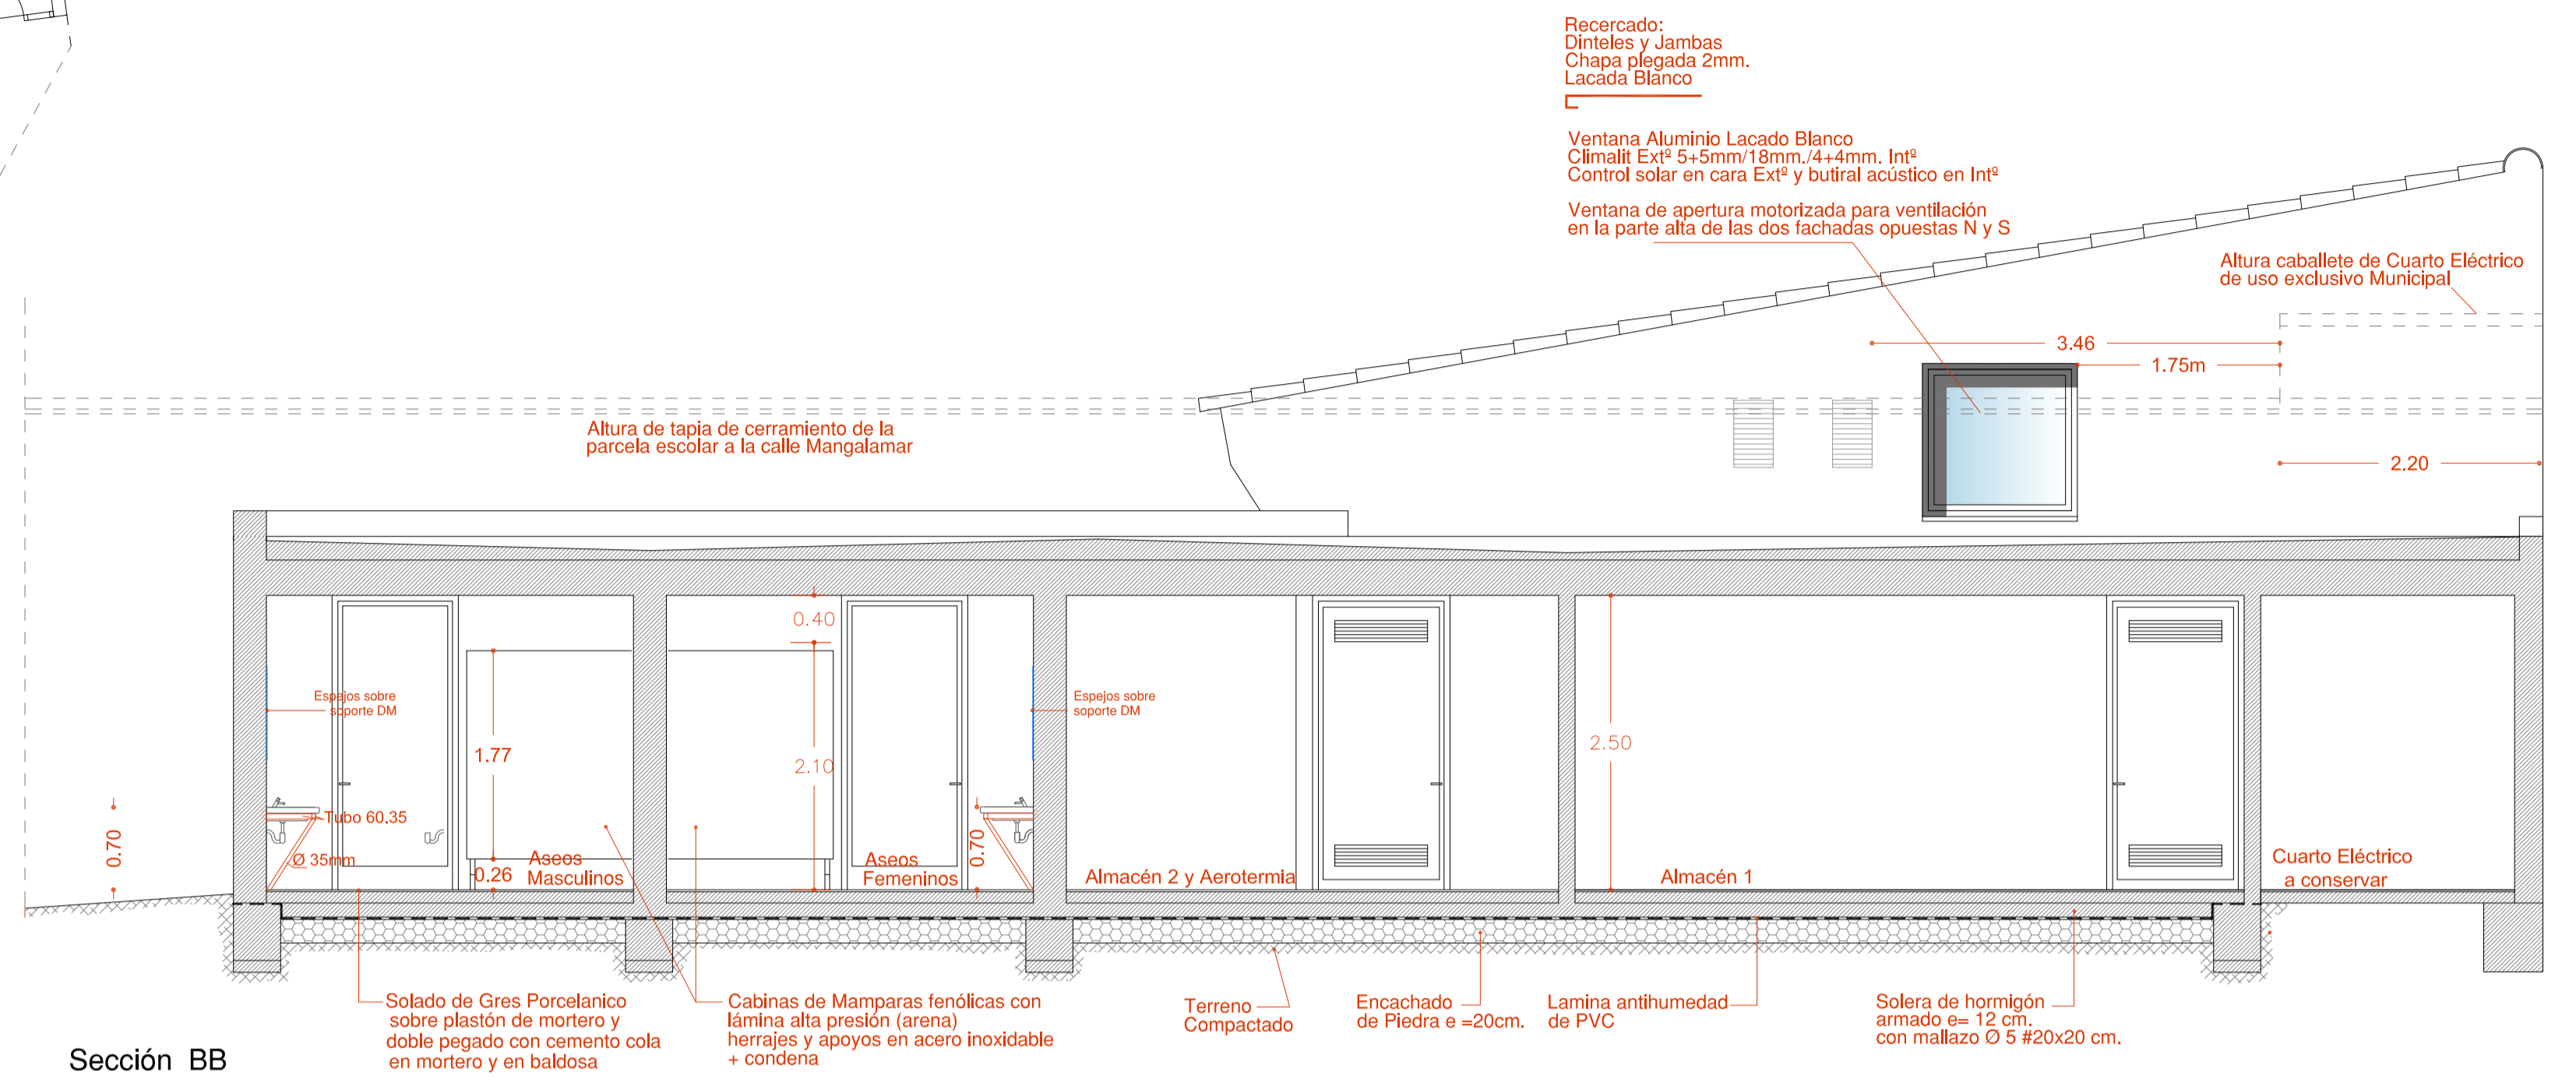 Recercado:
Dinteles y Jambas
Chapa plegada 2mm.
Lacada Blanco
Ventana Aluminio Lacado Blanco
Climalit Extº 5+5mm/18mm./4+4mm. Intº
Control solar en cara Extº y butiral acústico en Intº
Ventana de apertura motorizada para ventilación
en la parte alta de las dos fachadas opuestas N y S
Altura caballete de Cuarto Eléctrico
de uso exclusivo Municipal
3.46
1.75m
2.20
Altura de tapia de cerramiento de la
parcela escolar a la calle Mangalamar
0.40
Espejos sobre
soporte DM
Espejos sobre
soporte DM
1.77
2.10
2.50
Tubo 60.35
0.70
0.70
Ø 35mm
0.26
Aseos
Masculinos
Aseos
Femeninos
Almacén 2 y Aerotermia
Almacén 1
Cuarto Eléctrico
a conservar
Solado de Gres Porcelanico
sobre plastón de mortero y
doble pegado con cemento cola
en mortero y en baldosa
Cabinas de Mamparas fenólicas con
lámina alta presión (arena)
herrajes y apoyos en acero inoxidable
+ condena
Terreno
Compactado
Encachado
de Piedra e =20cm.
Lamina antihumedad
de PVC
Solera de hormigón
armado e= 12 cm.
con mallazo Ø 5 #20x20 cm.
Sección BB